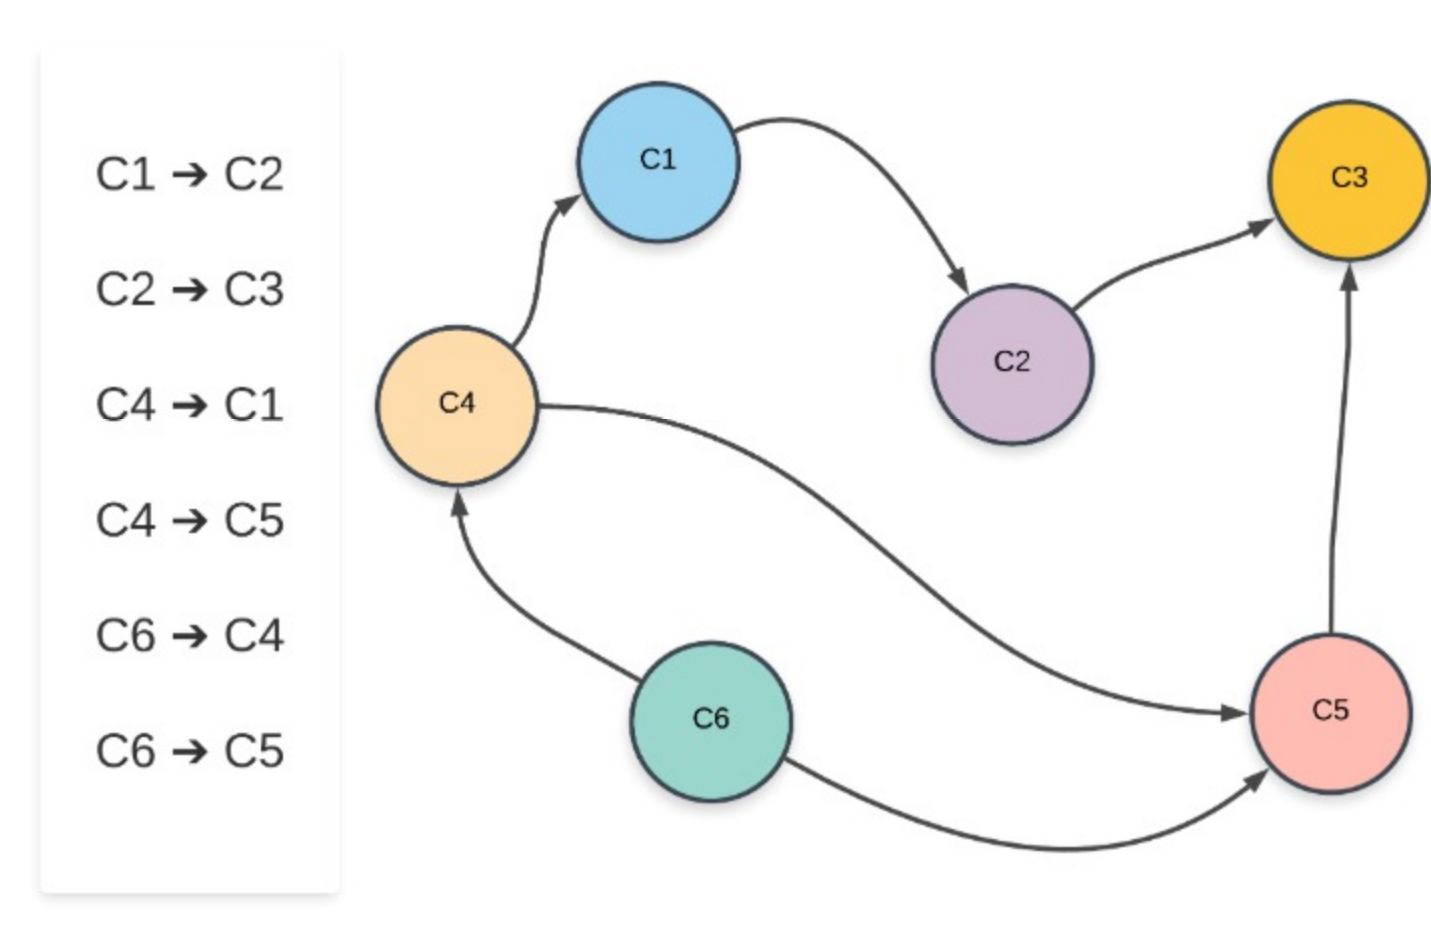 C1 ➔ C2
C2 ➔ C3
C4 ➔ C1
C4 ➔ C5
C6 ➔ C4
C6 ➔ C5
C1
C3
C2
C4
C6
C5